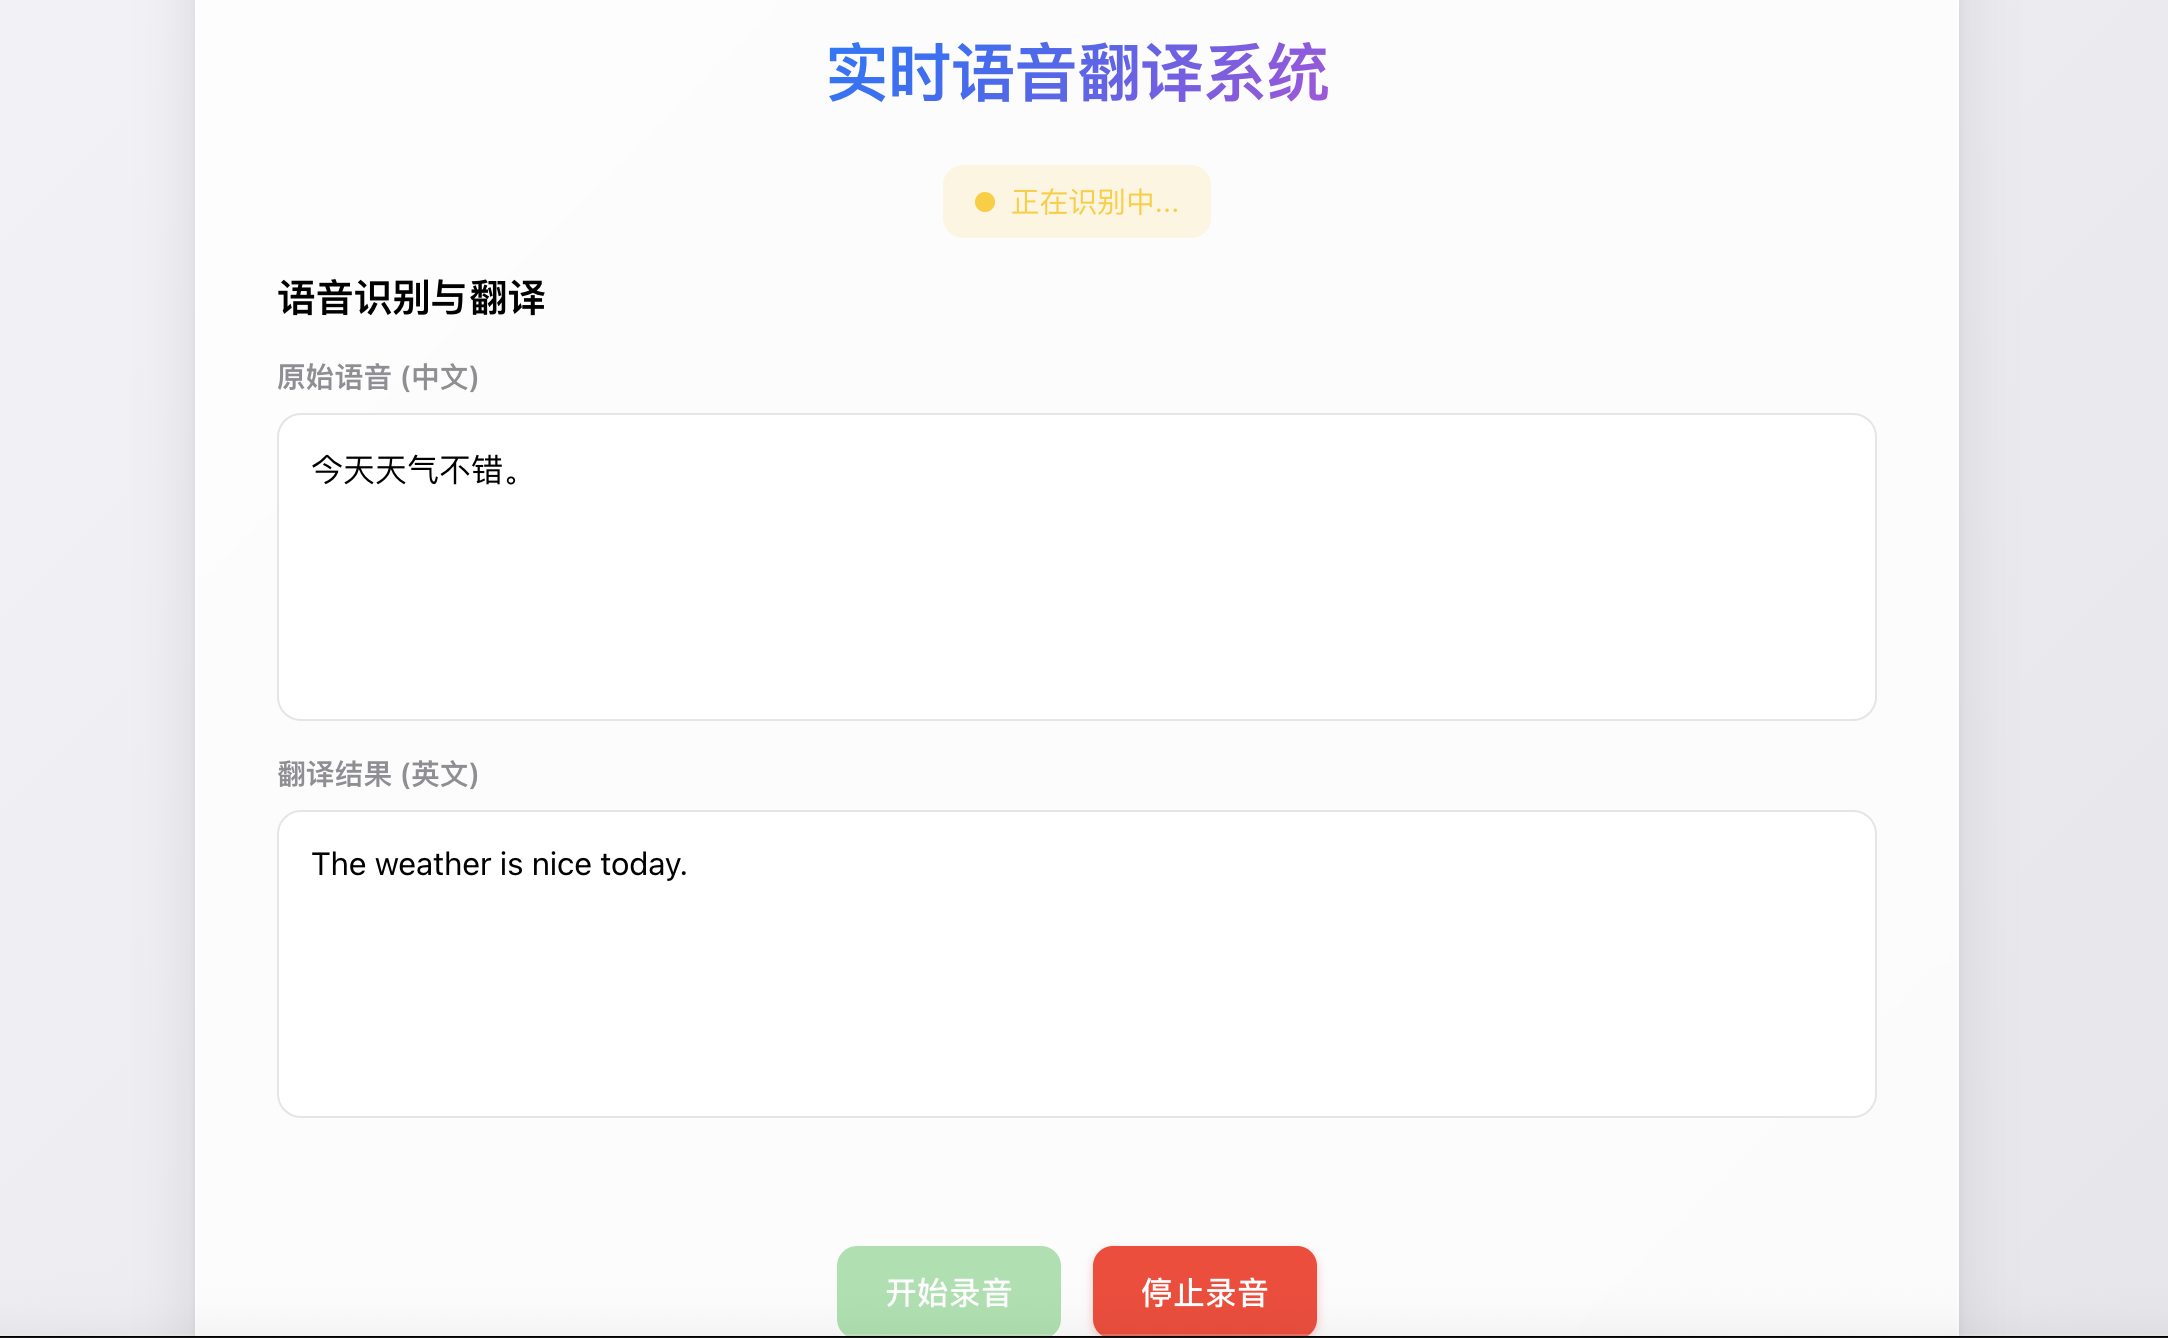 实时语音翻译系统
正在识别中...
语音识别与翻译
原始语音 (中文)
今天天气不错。
翻译结果 (英文)
The weather is nice today.
开始录音
停止录音